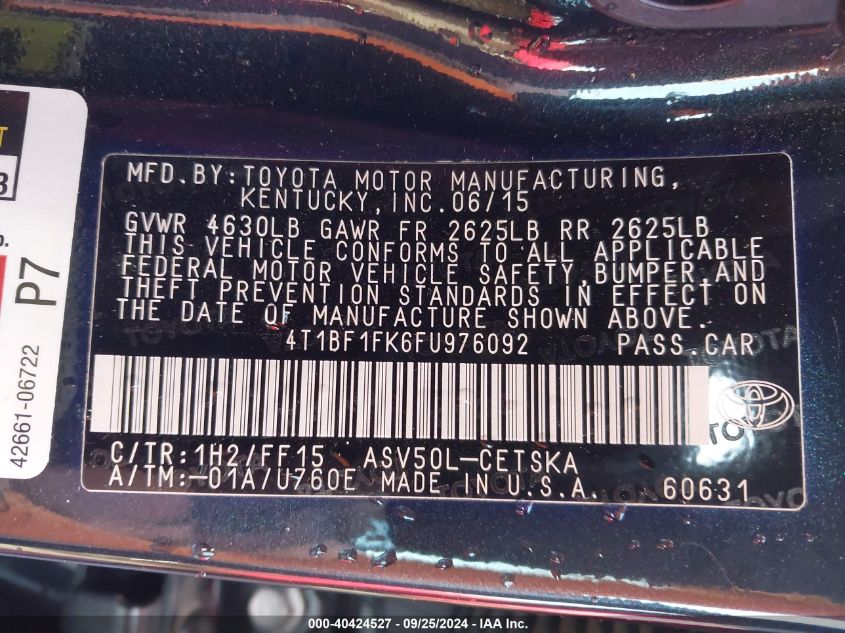 MFD.BY:TOYOTA MOTOR MANUFACTURING,
KENTUCKY,INC.06/15
GVWR 4630LB GAWR FR 2625LB RR 2625LB
THIS VEHICLE CONFORMS TO ALL APPLICABLE
FEDERAL MOTOR VEHICLE SAFETY,BUMPER,AND
THEFT PREVENTION STANDARDS IN EFFECT ON
THE DATE OF MANUFACTURE SHOWN ABOVE.
4T1BF1FK6FU976092 PASS.CAR
C/TR:1H2/FF15 ASV50L-CETSKA
A/TM:-01A/U760E MADE IN U.S.A. 60631
TOYOTA
42661-06722 P7
000-40424527 - 09/25/2024 - IAA Inc.